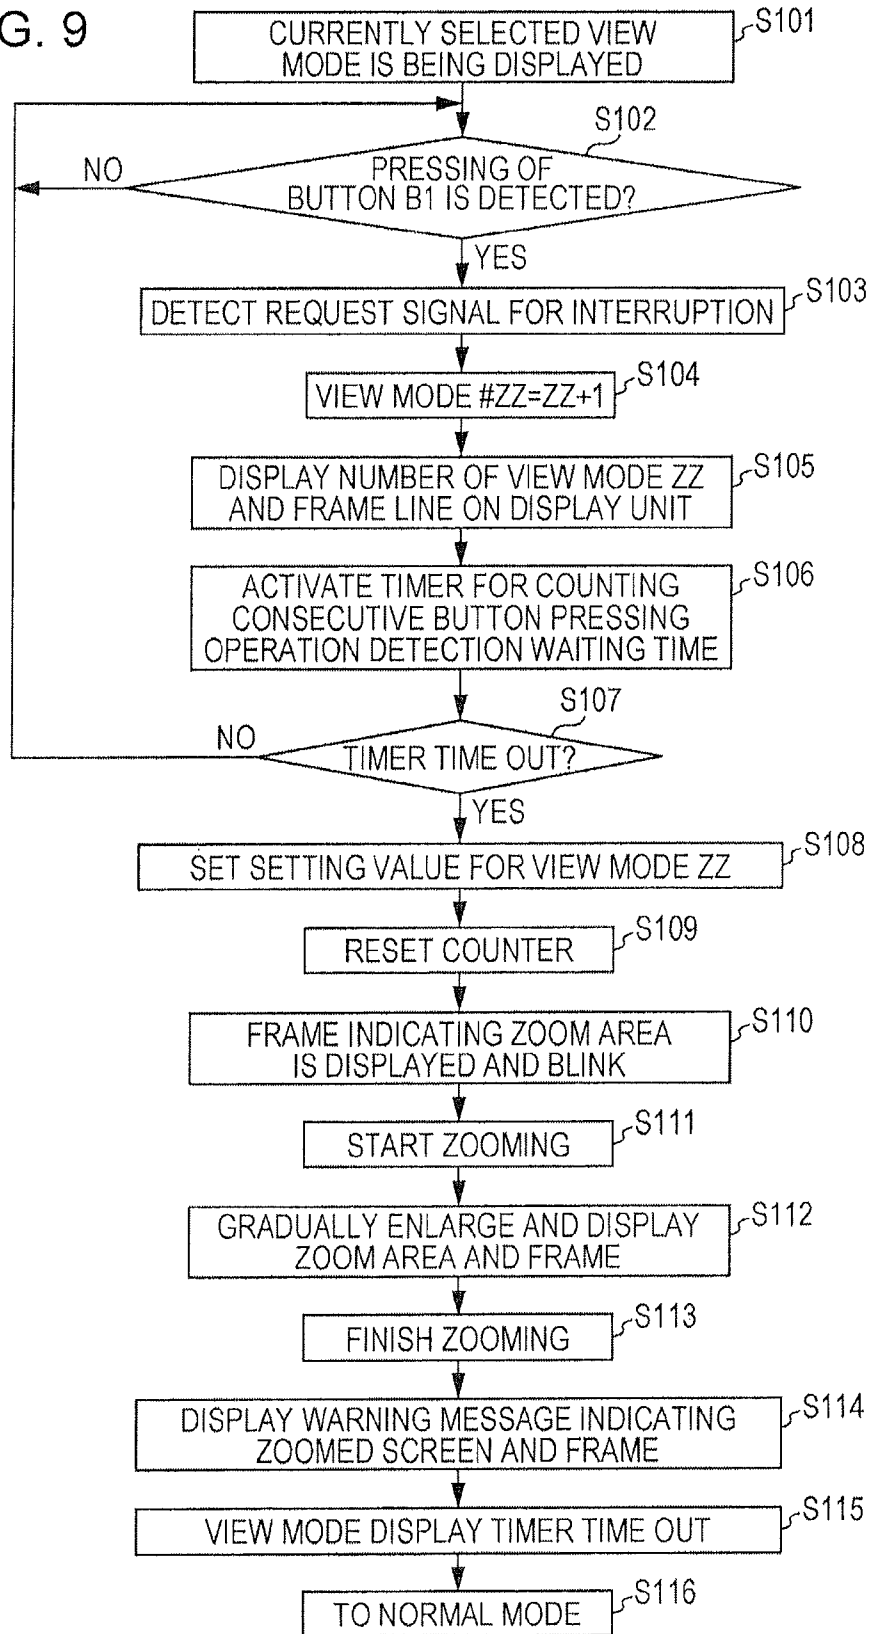 G. 9
CURRENTLY SELECTED VIEW
MODE IS BEING DISPLAYED
S101
S102
PRESSING OF
BUTTON B1 IS DETECTED?
NO
YES
DETECT REQUEST SIGNAL FOR INTERRUPTION
S103
VIEW MODE #ZZ=ZZ+1
S104
DISPLAY NUMBER OF VIEW MODE ZZ
AND FRAME LINE ON DISPLAY UNIT
S105
ACTIVATE TIMER FOR COUNTING
CONSECUTIVE BUTTON PRESSING
OPERATION DETECTION WAITING TIME
S106
S107
NO
TIMER TIME OUT?
YES
SET SETTING VALUE FOR VIEW MODE ZZ
S108
RESET COUNTER
S109
FRAME INDICATING ZOOM AREA
IS DISPLAYED AND BLINK
S110
START ZOOMING
S111
GRADUALLY ENLARGE AND DISPLAY
ZOOM AREA AND FRAME
S112
FINISH ZOOMING
S113
DISPLAY WARNING MESSAGE INDICATING
ZOOMED SCREEN AND FRAME
S114
VIEW MODE DISPLAY TIMER TIME OUT
S115
TO NORMAL MODE
S116